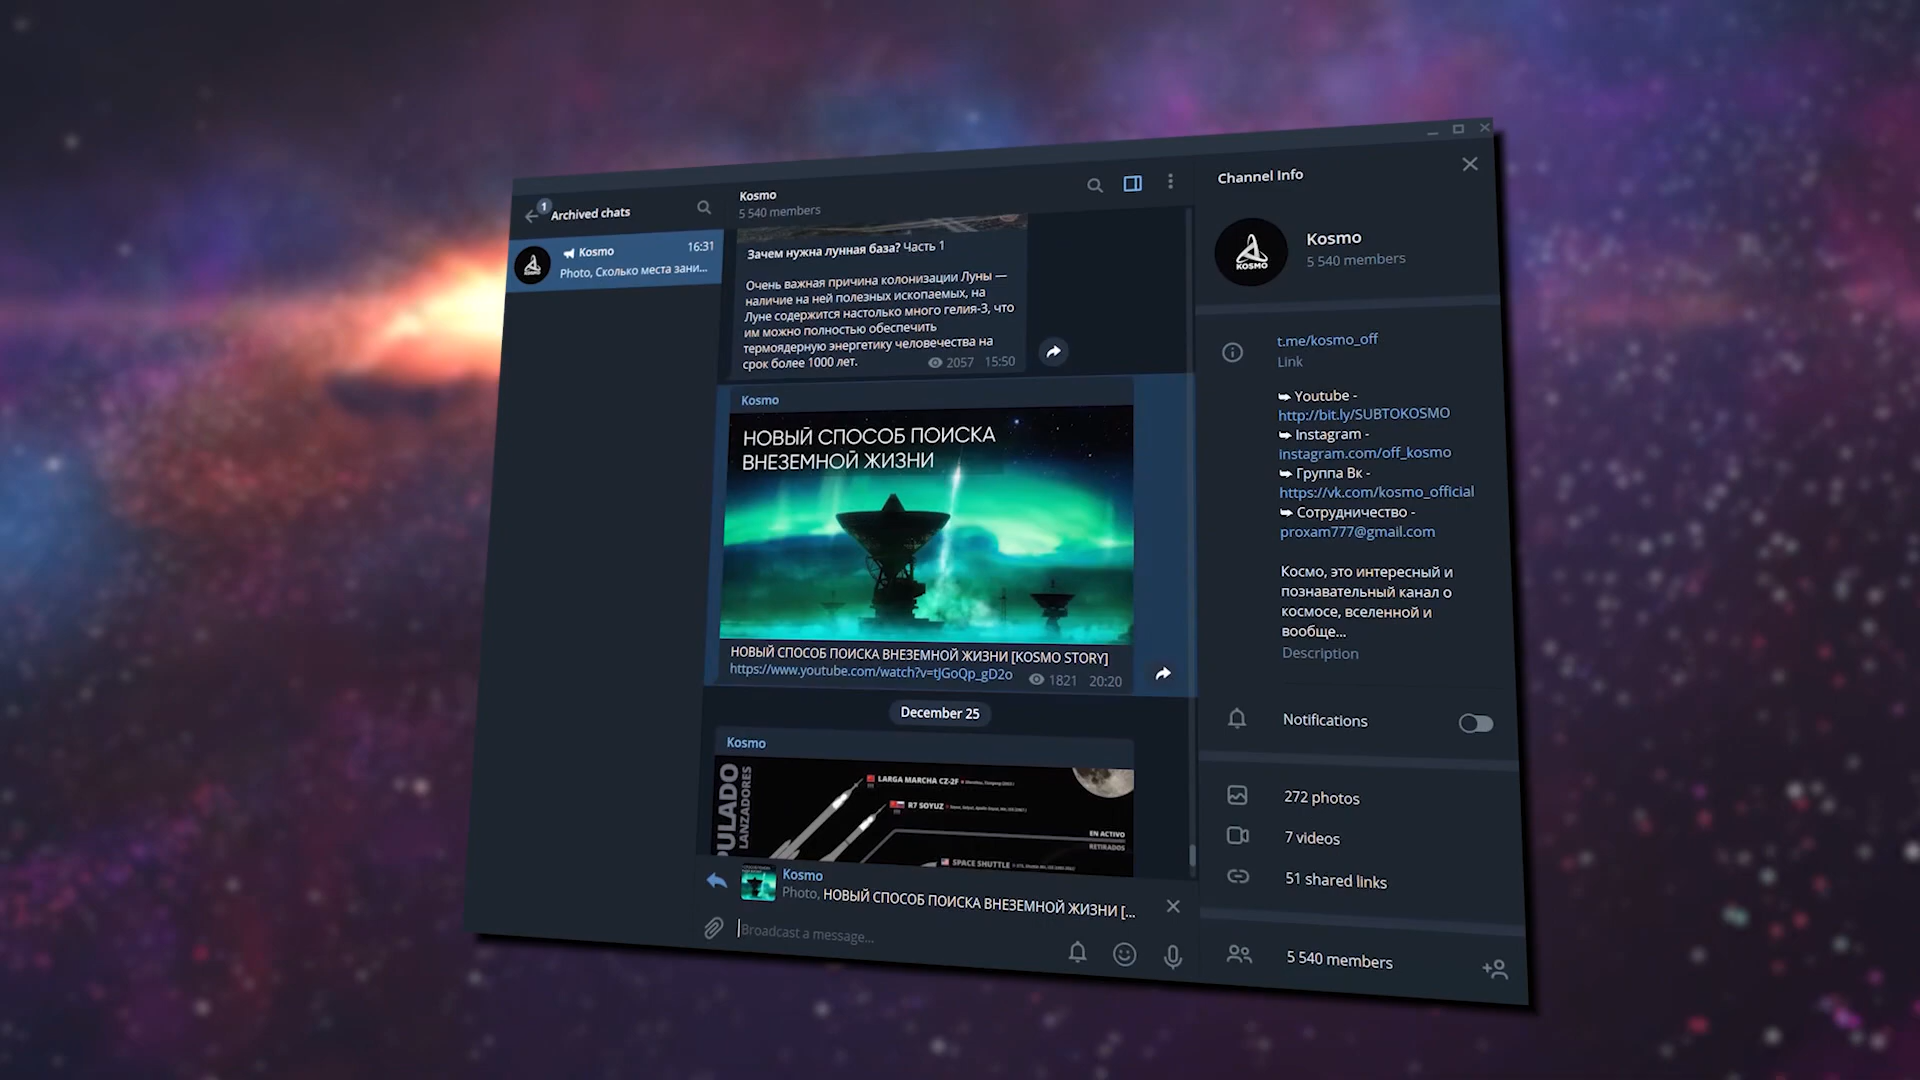 1
Archived chats
KOSMO
Kosmo
16:31
Photo, Сколько места зани...
Kosmo
5 540 members
Зачем нужна лунная база? Часть 1
Очень важная причина колонизации Луны —
наличие на ней полезных ископаемых, на
Луне содержится настолько много гелия-3, что
им можно полностью обеспечить
термоядерную энергетику человечества на
срок более 1000 лет.
2057 15:50
Kosmo
НОВЫЙ СПОСОБ ПОИСКА
ВНЕЗЕМНОЙ ЖИЗНИ
НОВЫЙ СПОСОБ ПОИСКА ВНЕЗЕМНОЙ ЖИЗНИ [KOSMO STORY]
https://www.youtube.com/watch?v=tJGoQp_gD2o
1821 20:20
December 25
Kosmo
PULADO
LANZADORES
LARGA MARCHA CZ-2F
R7 SOYUZ
EN ACTIVO
RETIRADOS
SPACE SHUTTLE
Kosmo
Photo, НОВЫЙ СПОСОБ ПОИСКА ВНЕЗЕМНОЙ ЖИЗНИ [...
Broadcast a message...
Channel Info
KOSMO
Kosmo
5 540 members
t.me/kosmo_off
Link
➥ Youtube -
http://bit.ly/SUBTOKOSMO
➥ Instagram -
instagram.com/off_kosmo
➥ Группа Вк -
https://vk.com/kosmo_official
➥ Сотрудничество -
proxam777@gmail.com
Космо, это интересный и
познавательный канал о
космосе, вселенной и
вообще...
Description
Notifications
272 photos
7 videos
51 shared links
5 540 members